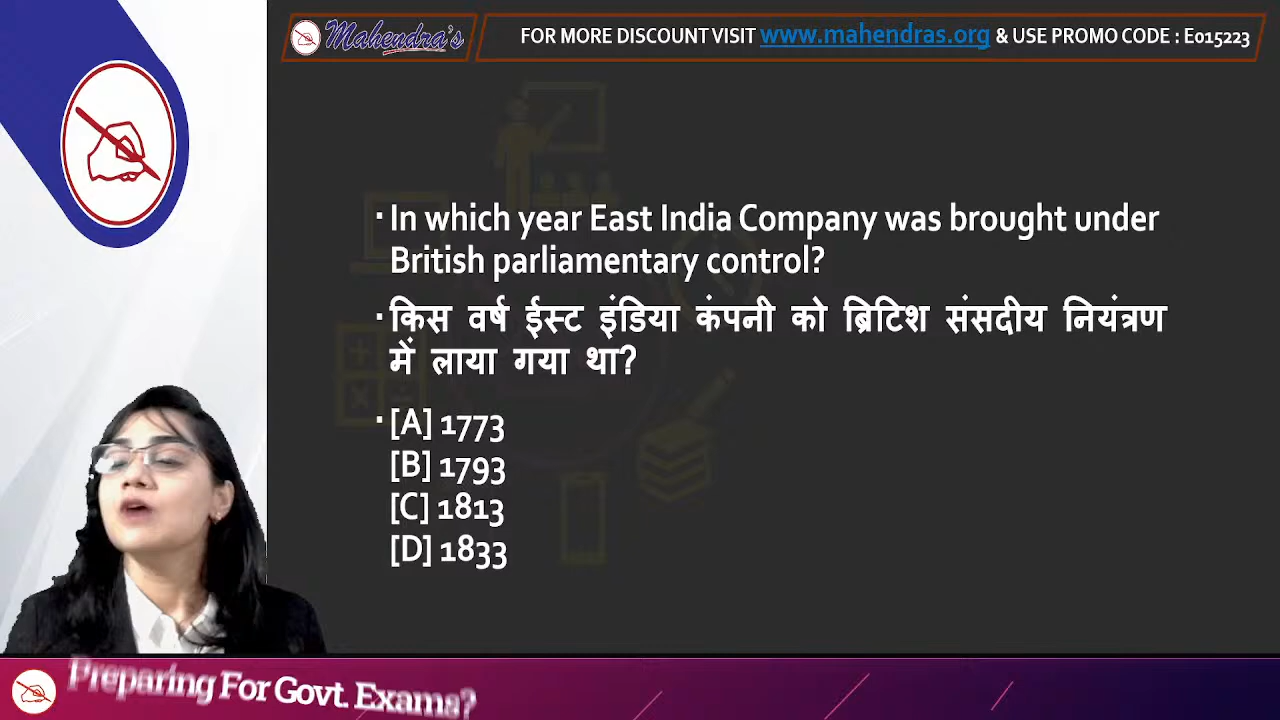 Mahendra's
FOR MORE DISCOUNT VISIT www.mahendras.org & USE PROMO CODE : E015223
· In which year East India Company was brought under
British parliamentary control?
· किस वर्ष ईस्ट इंडिया कंपनी को ब्रिटिश संसदीय नियंत्रण
में लाया गया था?
· [A] 1773
[B] 1793
[C] 1813
[D] 1833
Preparing For Govt. Exams?